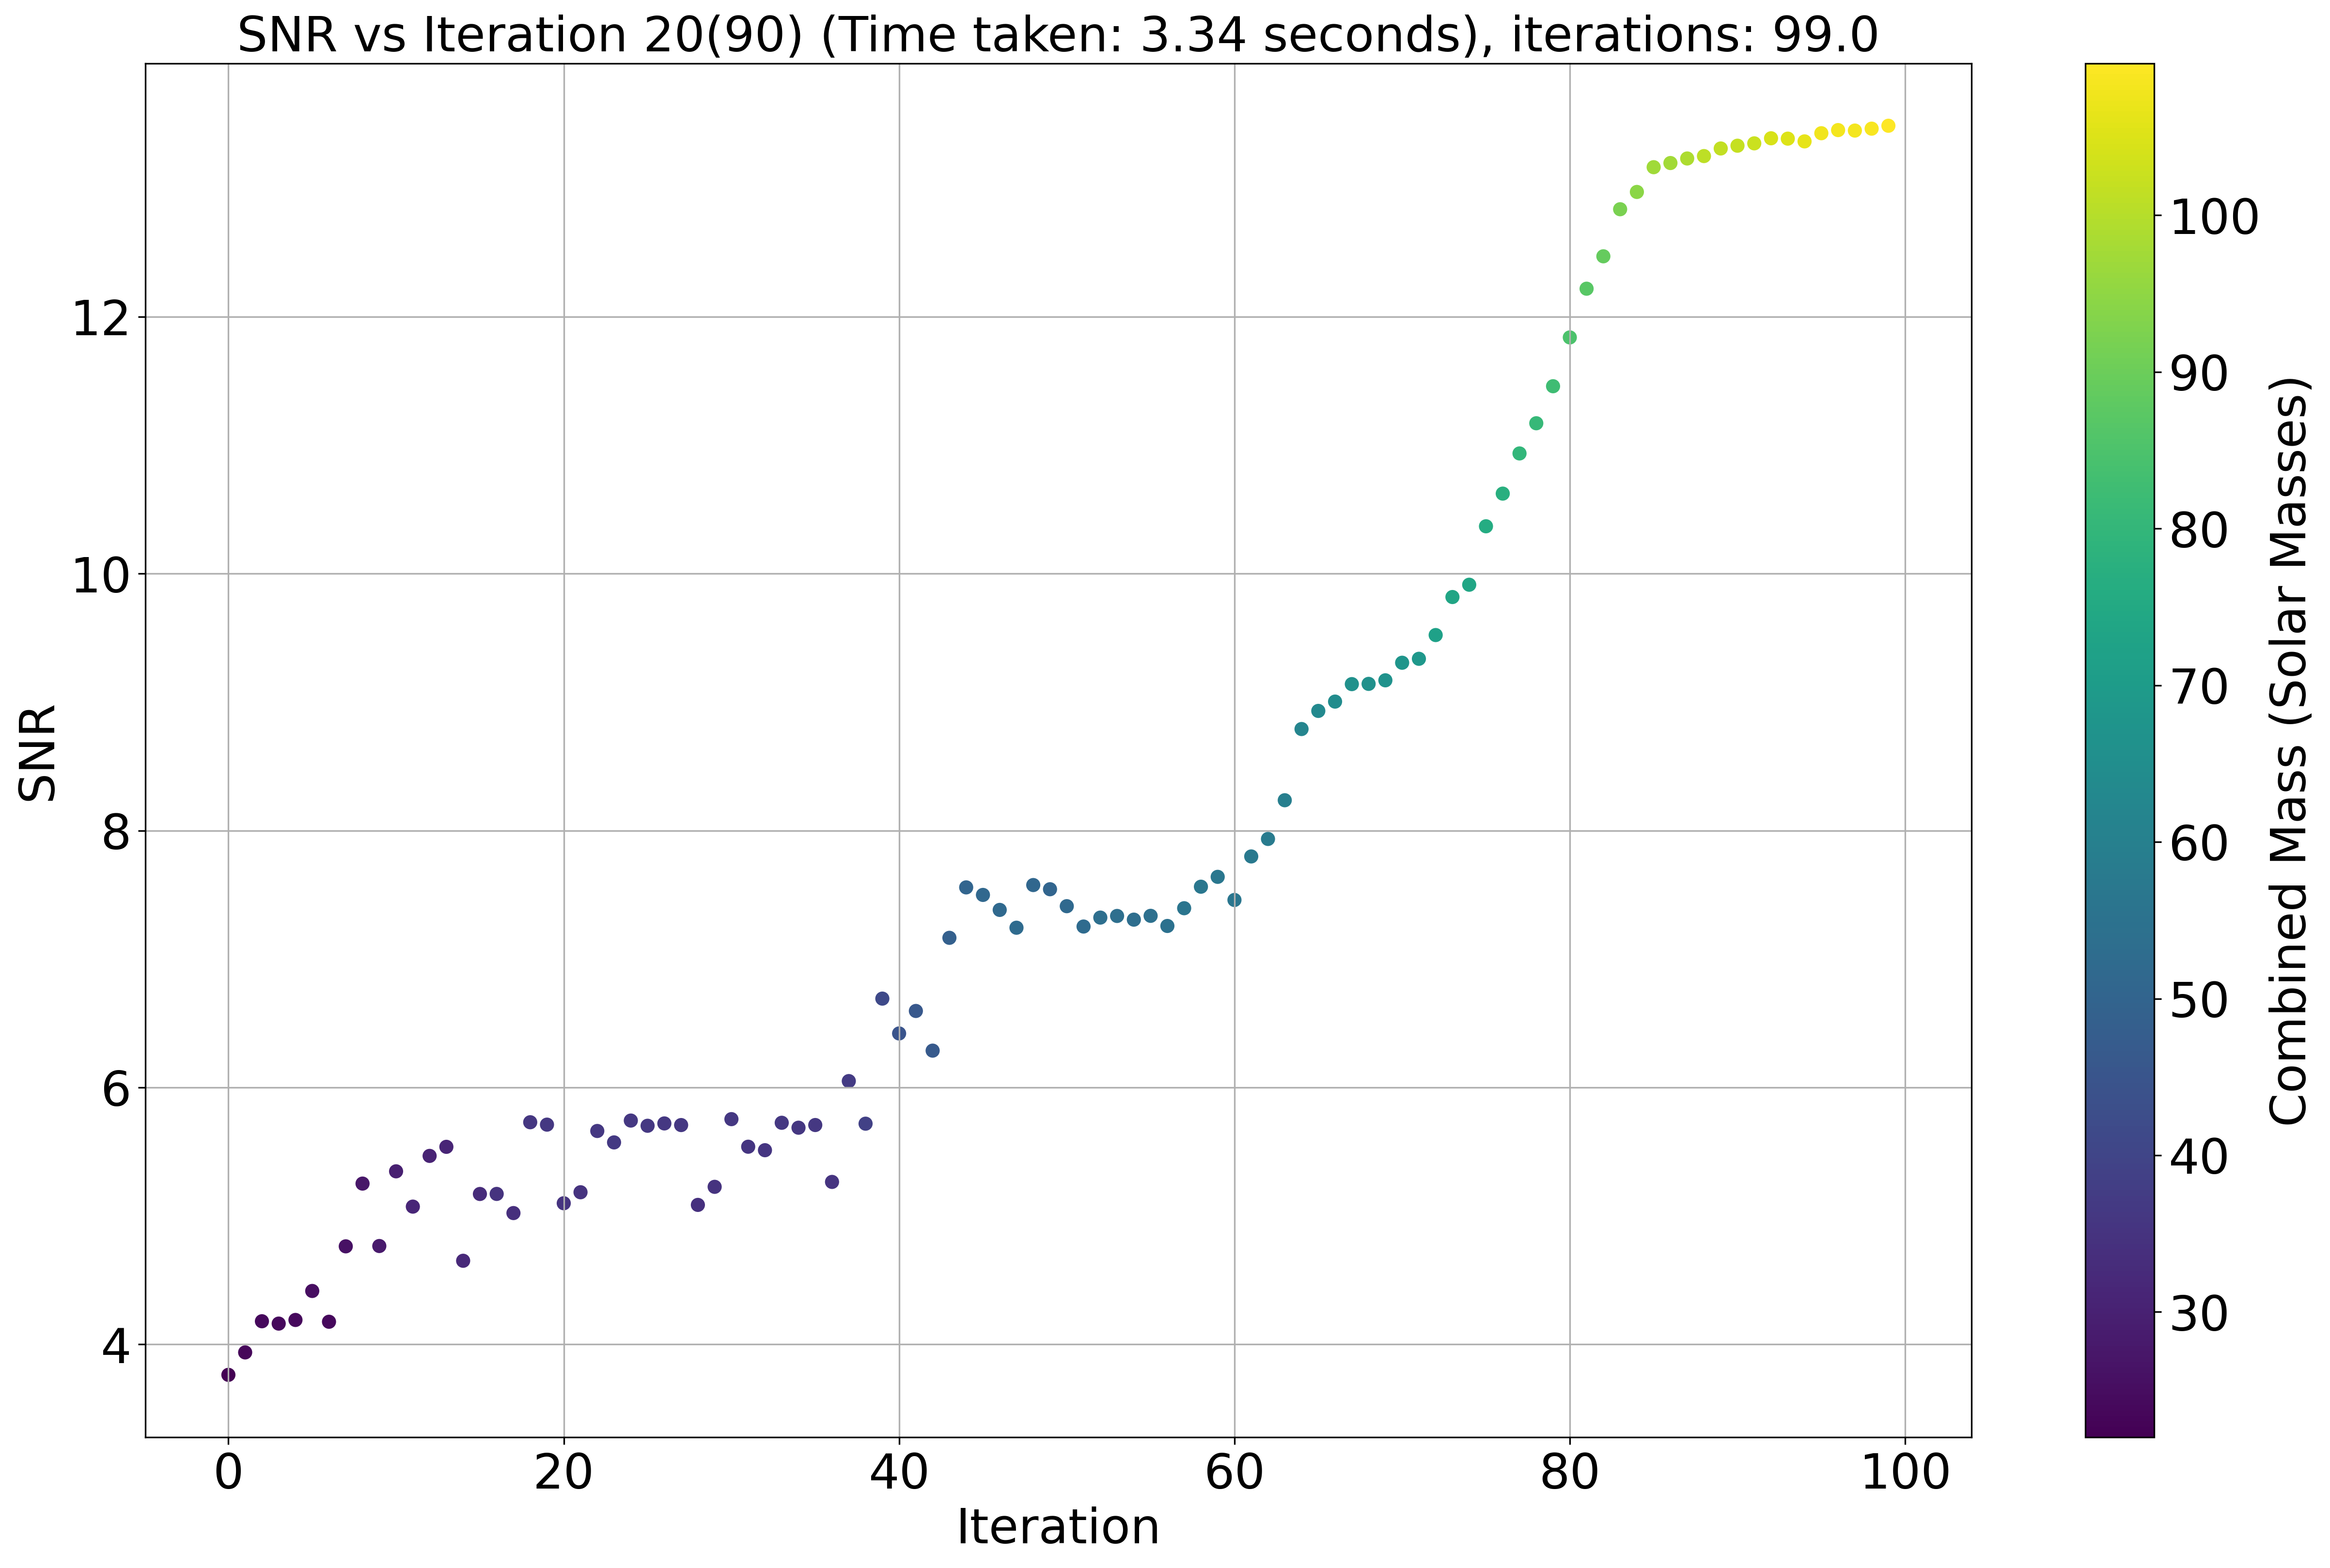 SNR vs Iteration 20(90) (Time taken: 3.34 seconds), iterations: 99.0
SNR
12
10
8
6
4
0 20 40 60 80 100
Iteration
100
90
80
70
60
50
40
30
Combined Mass (Solar Masses)